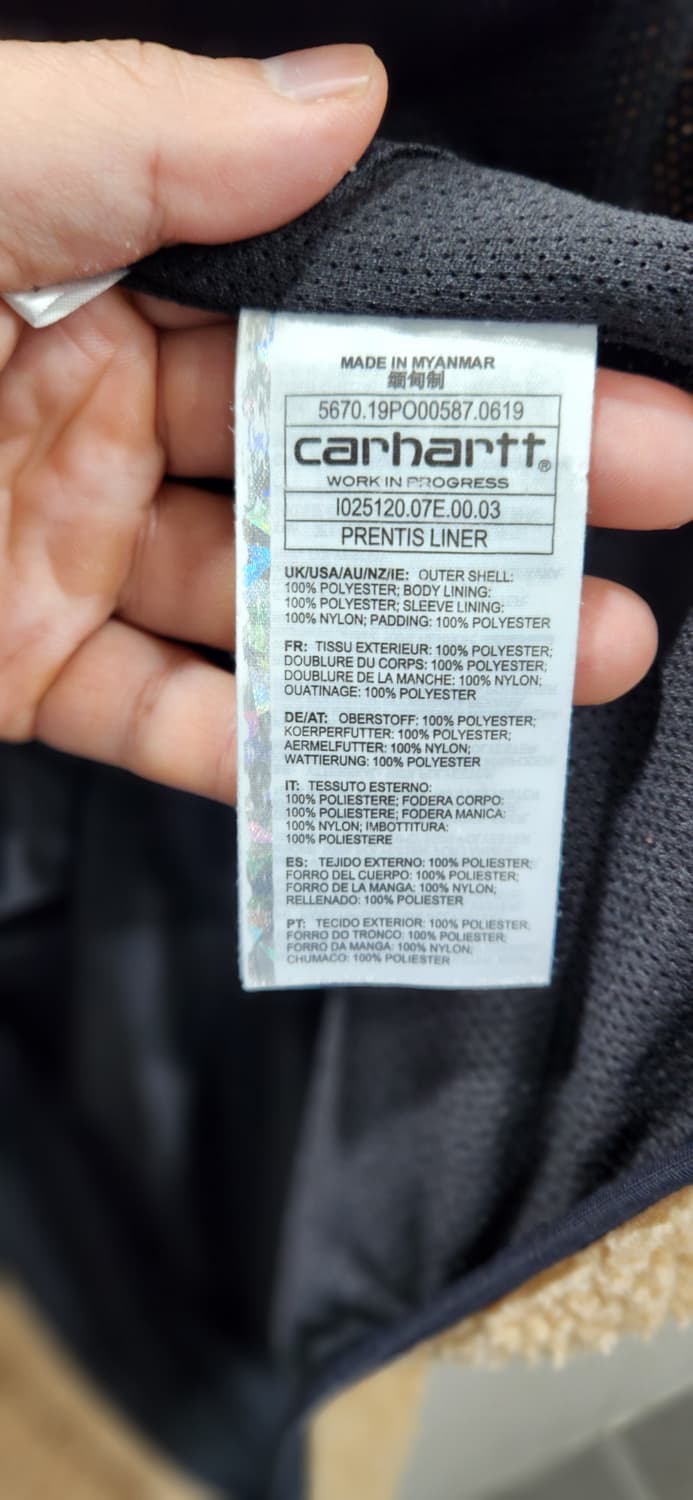 MADE IN MYANMAR
缅甸制
5670.19PO00587.0619
carhartt®
WORK IN PROGRESS
I025120.07E.00.03
PRENTIS LINER
UK/USA/AU/NZ/IE: OUTER SHELL:
100% POLYESTER; BODY LINING:
100% POLYESTER; SLEEVE LINING:
100% NYLON; PADDING: 100% POLYESTER
FR: TISSU EXTERIEUR: 100% POLYESTER;
DOUBLURE DU CORPS: 100% POLYESTER;
DOUBLURE DE LA MANCHE: 100% NYLON;
OUATINAGE: 100% POLYESTER
DE/AT: OBERSTOFF: 100% POLYESTER;
KOERPERFUTTER: 100% POLYESTER;
AERMELFUTTER: 100% NYLON;
WATTIERUNG: 100% POLYESTER
IT: TESSUTO ESTERNO:
100% POLIESTERE; FODERA CORPO:
100% POLIESTERE; FODERA MANICA:
100% NYLON; IMBOTTITURA:
100% POLIESTERE
ES: TEJIDO EXTERNO: 100% POLIESTER;
FORRO DEL CUERPO: 100% POLIESTER;
FORRO DE LA MANGA: 100% NYLON;
RELLENADO: 100% POLIESTER
PT: TECIDO EXTERIOR: 100% POLIESTER;
FORRO DO TRONCO: 100% POLIESTER;
FORRO DA MANGA: 100% NYLON;
CHUMACO: 100% POLIESTER